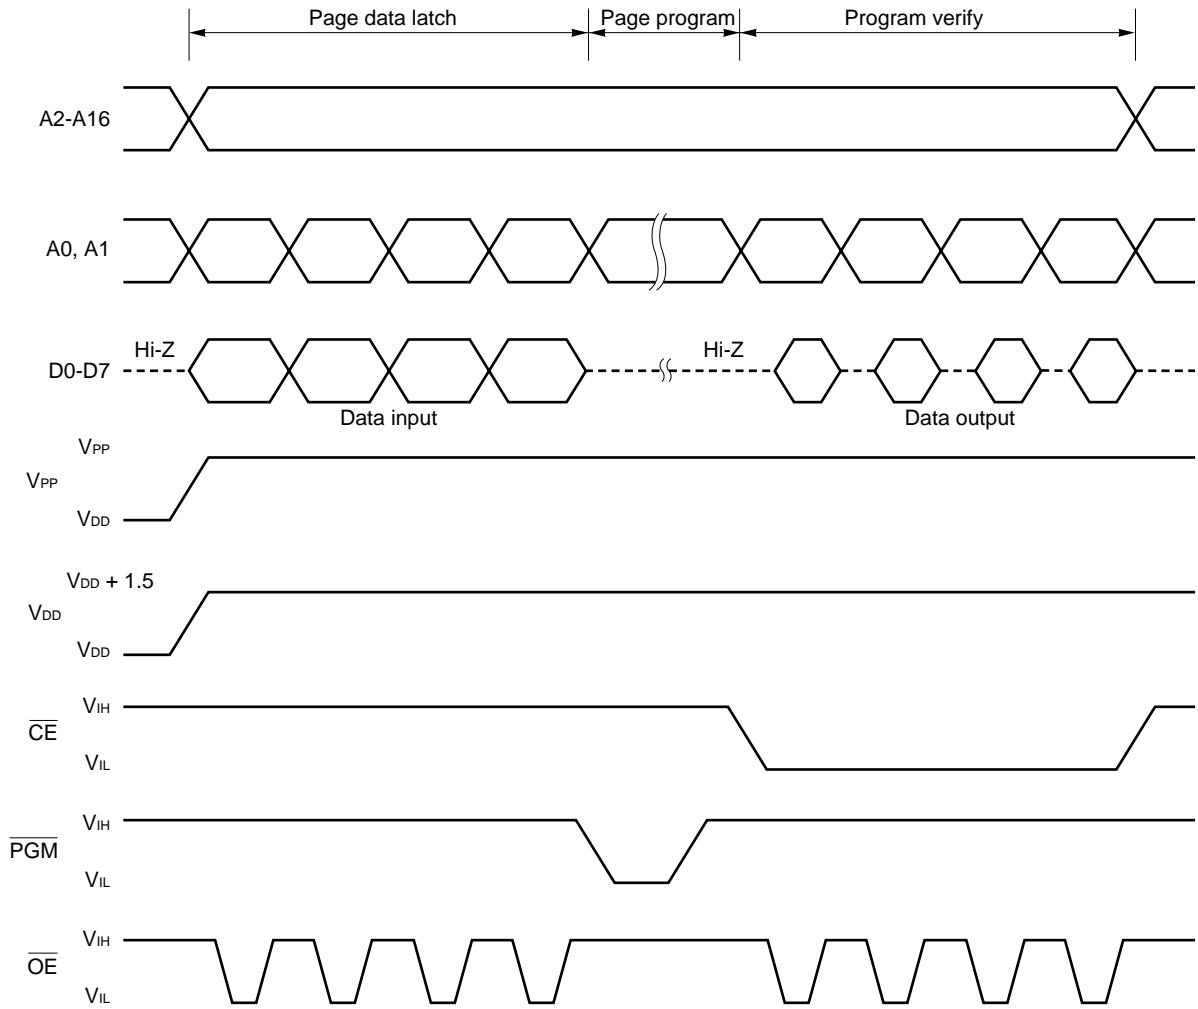 Page data latch Page program Program verify
A2-A16
A0, A1
Hi-Z Hi-Z
D0-D7
Data input Data output
VPP
VPP
VDD
VDD + 1.5
VDD
VDD
VIH
CE
VIL
VIH
PGM
VIL
VIH
OE
VIL